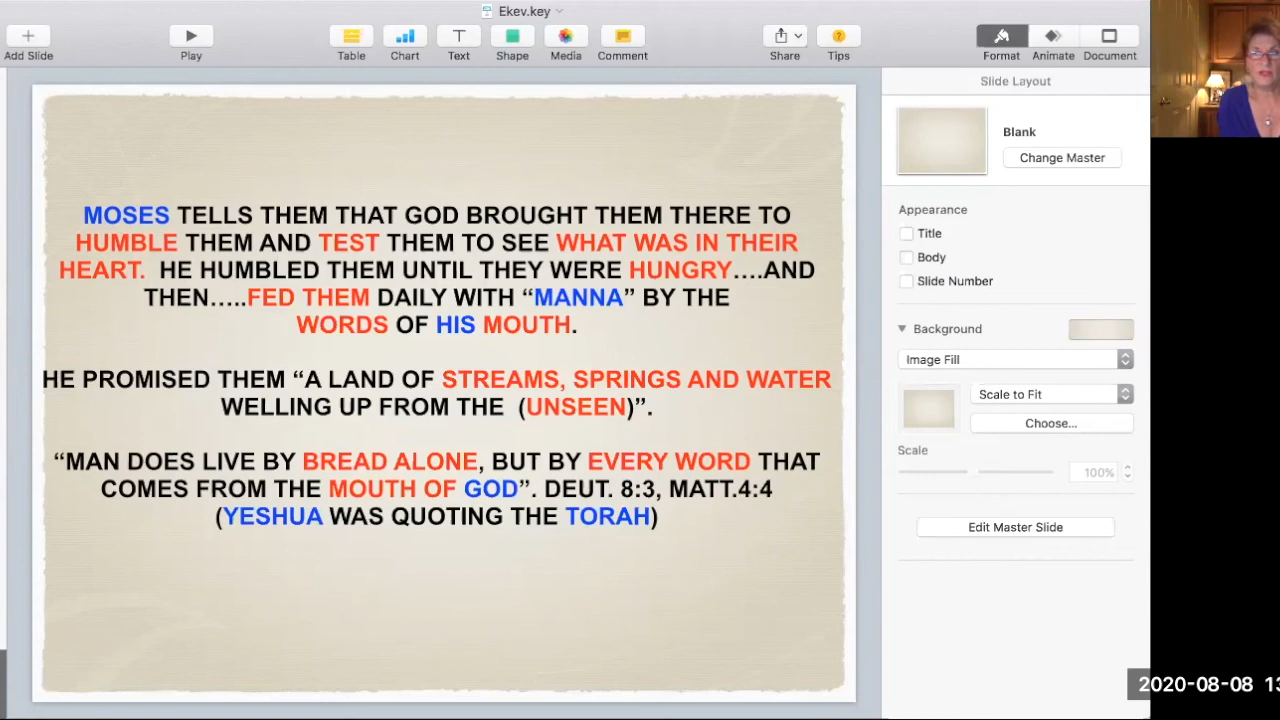 Ekev.key
Add Slide
Play
Table
Chart
Text
Shape
Media
Comment
Share
Tips
Format
Animate
Document
Slide Layout
Blank
Change Master
Appearance
Title
Body
Slide Number
Background
Image Fill
Scale to Fit
Choose...
Scale
100%
Edit Master Slide
MOSES TELLS THEM THAT GOD BROUGHT THEM THERE TO
HUMBLE THEM AND TEST THEM TO SEE WHAT WAS IN THEIR
HEART. HE HUMBLED THEM UNTIL THEY WERE HUNGRY….AND
THEN…..FED THEM DAILY WITH “MANNA” BY THE
WORDS OF HIS MOUTH.
HE PROMISED THEM “A LAND OF STREAMS, SPRINGS AND WATER
WELLING UP FROM THE (UNSEEN)”.
“MAN DOES LIVE BY BREAD ALONE, BUT BY EVERY WORD THAT
COMES FROM THE MOUTH OF GOD”. DEUT. 8:3, MATT.4:4
(YESHUA WAS QUOTING THE TORAH)
2020-08-08 13